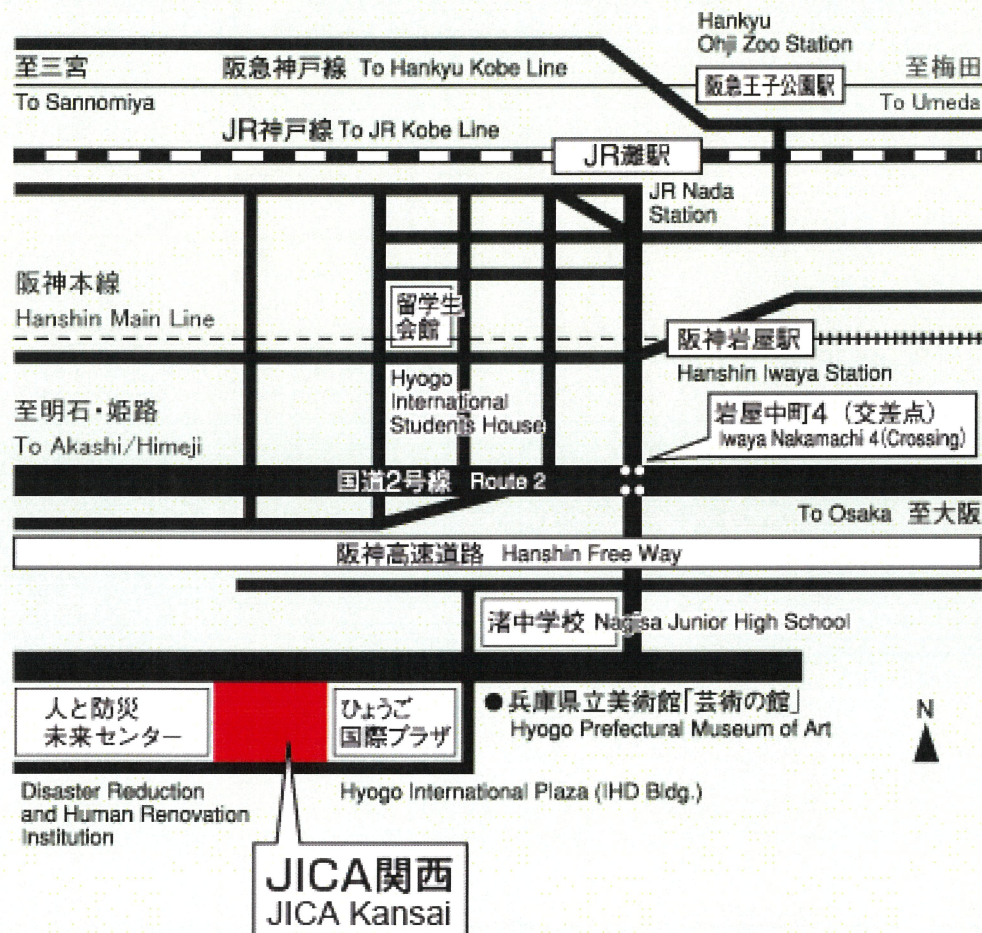 Hankyu
Ohji Zoo Station
至三宮
阪急神戸線 To Hankyu Kobe Line
阪急王子公園駅
至梅田
To Sannomiya
To Umeda
JR神戸線 To JR Kobe Line
JR灘駅
JR Nada
Station
阪神本線
Hanshin Main Line
留学生
会館
阪神岩屋駅
Hanshin Iwaya Station
Hyogo
International
Students House
至明石・姫路
To Akashi/Himeji
岩屋中町4（交差点）
Iwaya Nakamachi 4(Crossing)
国道2号線 Route 2
To Osaka 至大阪
阪神高速道路 Hanshin Free Way
渚中学校 Nagisa Junior High School
人と防災
未来センター
ひょうご
国際プラザ
●兵庫県立美術館「芸術の館」
Hyogo Prefectural Museum of Art
N
Disaster Reduction
and Human Renovation
Institution
Hyogo International Plaza (IHD Bldg.)
JICA関西
JICA Kansai